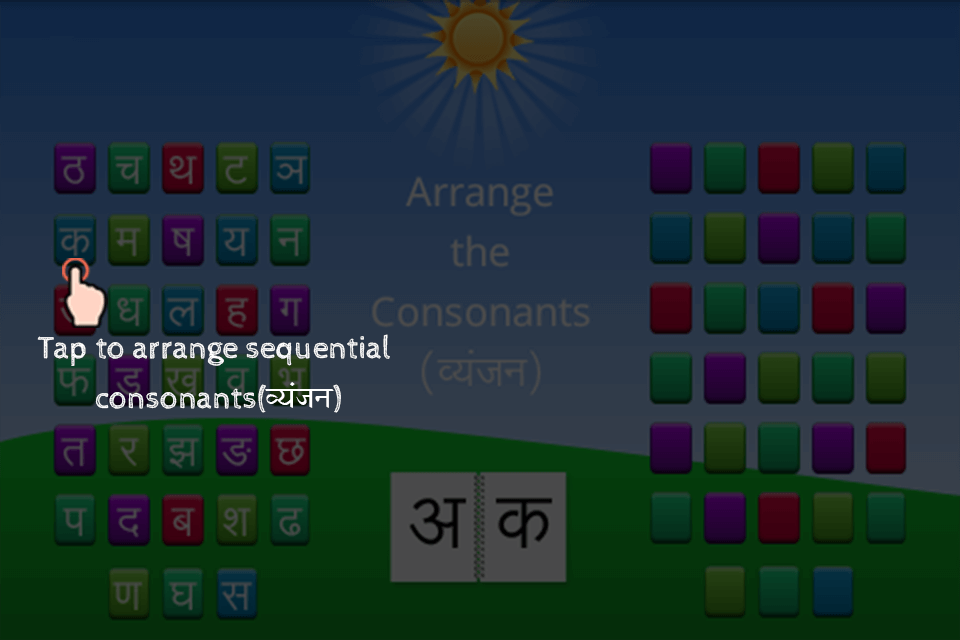 ठ च थ ट ञ
क म ष य न
ध ल ह ग
फ ड ख व भ
त र झ ङ छ
प द ब श ढ
ण घ स
Arrange
the
Consonants
(व्यंजन)
Tap to arrange sequential
consonants(व्यंजन)
अ क